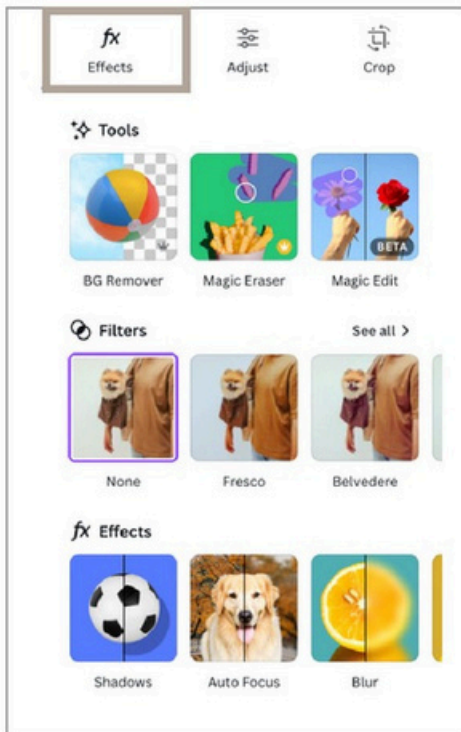 fx
Effects Adjust Crop
Tools
BETA
BG Remover Magic Eraser Magic Edit
Filters See all >
None Fresco Belvedere
fx Effects
Shadows Auto Focus Blur